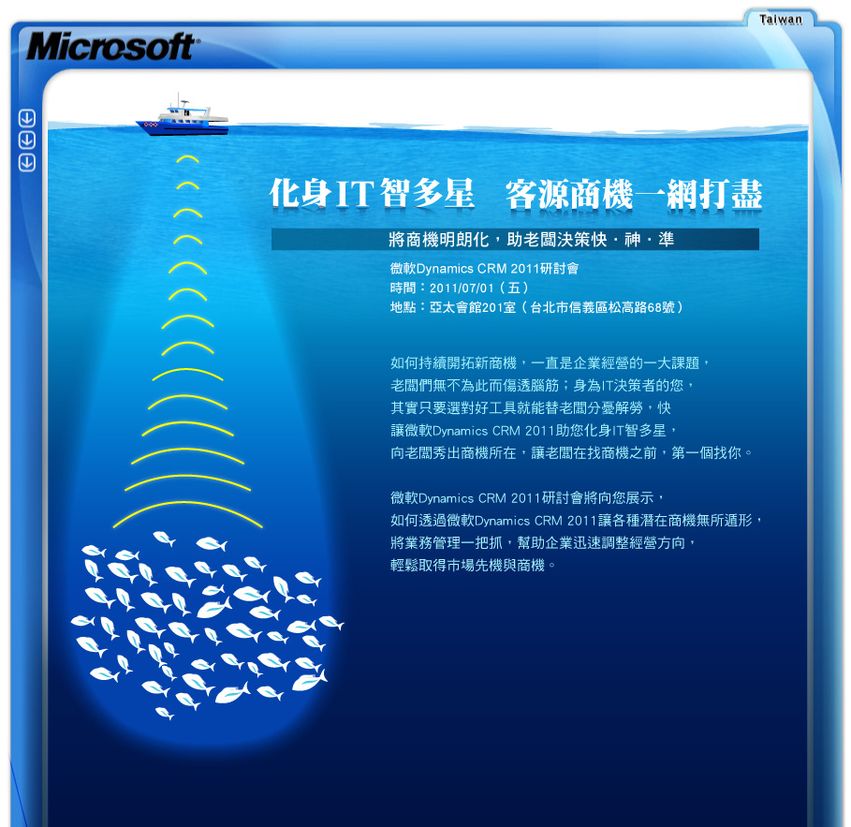 Taiwan
Microsoft
化身IT智多星 客源商機一網打盡
將商機明朗化，助老闆決策快．神．準
微軟Dynamics CRM 2011研討會
時間：2011/07/01（五）
地點：亞太會館201室（台北市信義區松高路68號）
如何持續開拓新商機，一直是企業經營的一大課題，
老闆們無不為此而傷透腦筋；身為IT決策者的您，
其實只要選對好工具就能替老闆分憂解勞，快
讓微軟Dynamics CRM 2011助您化身IT智多星，
向老闆秀出商機所在，讓老闆在找商機之前，第一個找你。
微軟Dynamics CRM 2011研討會將向您展示，
如何透過微軟Dynamics CRM 2011讓各種潛在商機無所遁形，
將業務管理一把抓，幫助企業迅速調整經營方向，
輕鬆取得市場先機與商機。